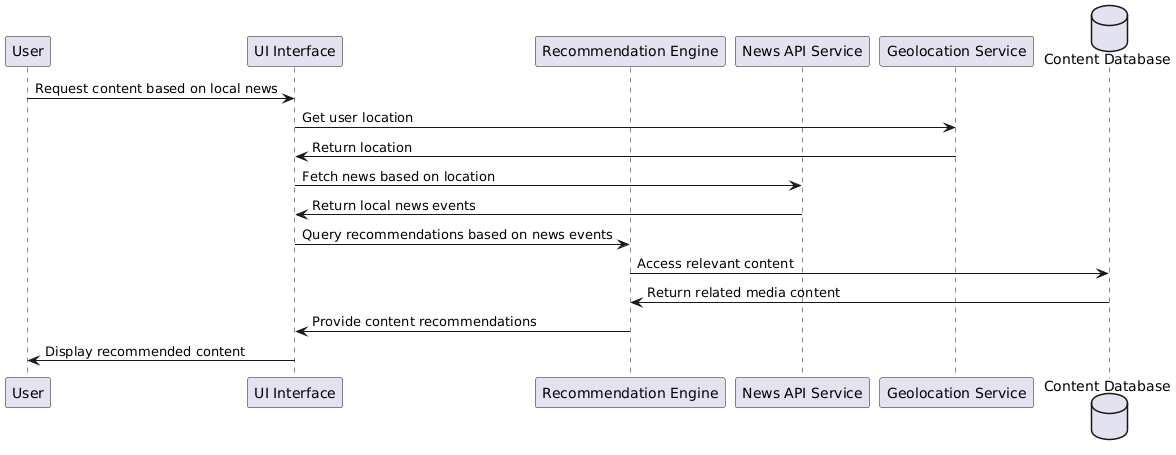 User
UI Interface
Recommendation Engine
News API Service
Geolocation Service
Content Database
Request content based on local news
Get user location
Return location
Fetch news based on location
Return local news events
Query recommendations based on news events
Access relevant content
Return related media content
Provide content recommendations
Display recommended content
User
UI Interface
Recommendation Engine
News API Service
Geolocation Service
Content Database